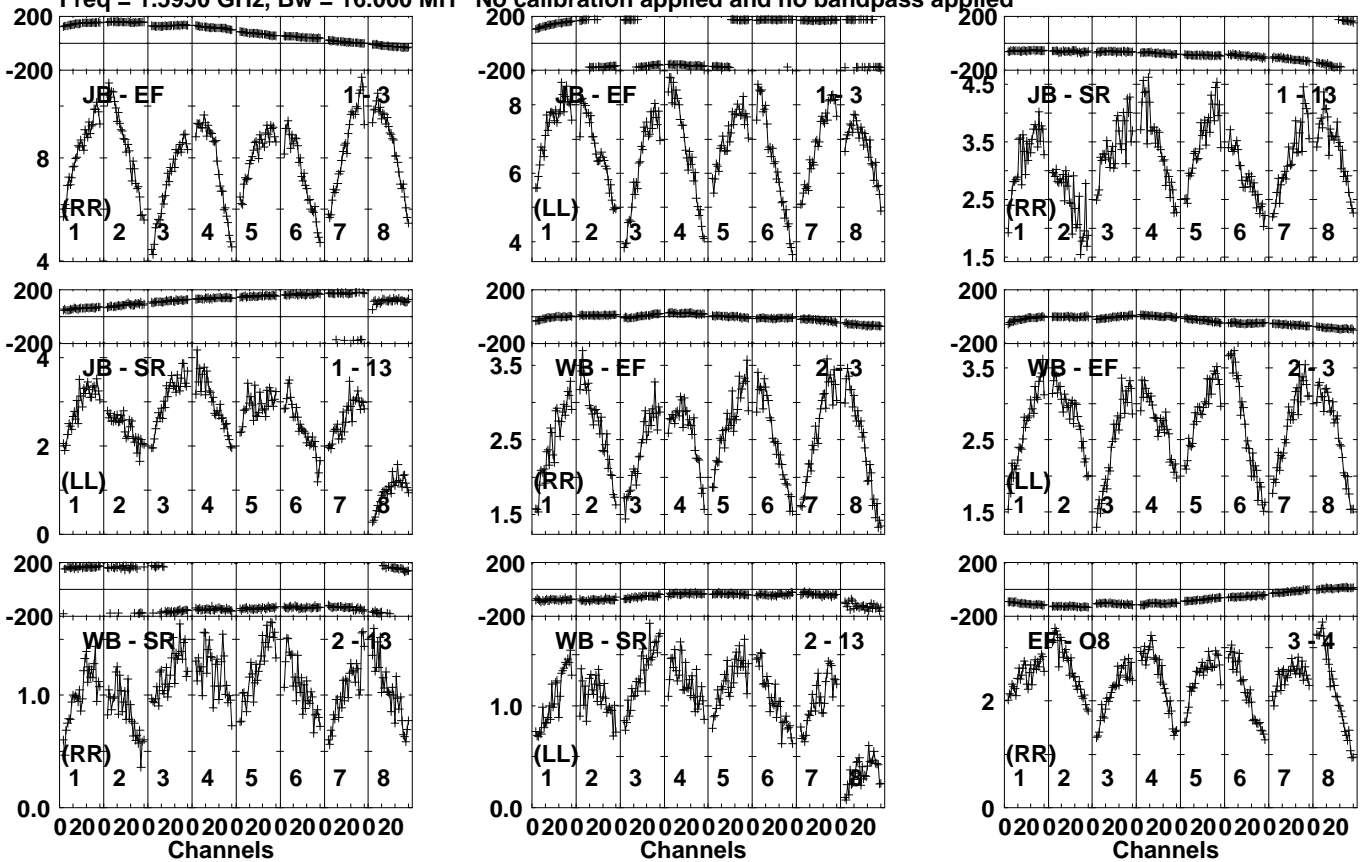 Freq = 1.5950 GHz, Bw = 16.000 MH No calibration applied and no bandpass applied
200 200 200
-200 -200 -200
JB - EF 1 - 3 JB - EF 1 - 3 4.5 JB - SR 1 - 13
8 8 3.5
6 2.5
(RR) (LL) (RR)
1 2 3 4 5 6 7 8 1 2 3 4 5 6 7 8 1 2 3 4 5 6 7 8
4 4 1.5
200 200 200
-200 -200 -200
4 JB - SR 1 - 13 3.5 WB - EF 2 - 3 3.5 WB - EF 2 - 3
2 2.5 2.5
(LL) (RR) (LL)
1 2 3 4 5 6 7 8 1 2 3 4 5 6 7 8 1 2 3 4 5 6 7 8
0 1.5 1.5
200 200 200
-200 -200 -200
WB - SR 2 - 13 WB - SR 2 - 13 EF - O8 3 - 4
1.0 1.0 2
(RR) (LL) (RR)
1 2 3 4 5 6 7 8 1 2 3 4 5 6 7 8 1 2 3 4 5 6 7 8
0.0 0.0 0
0 20 0 20 0 20 0 20 0 20 0 20 0 20 0 20 0 20 0 20 0 20 0 20 0 20 0 20 0 20 0 20 0 20 0 20 0 20 0 20 0 20 0 20 0 20 0 20
Channels Channels Channels